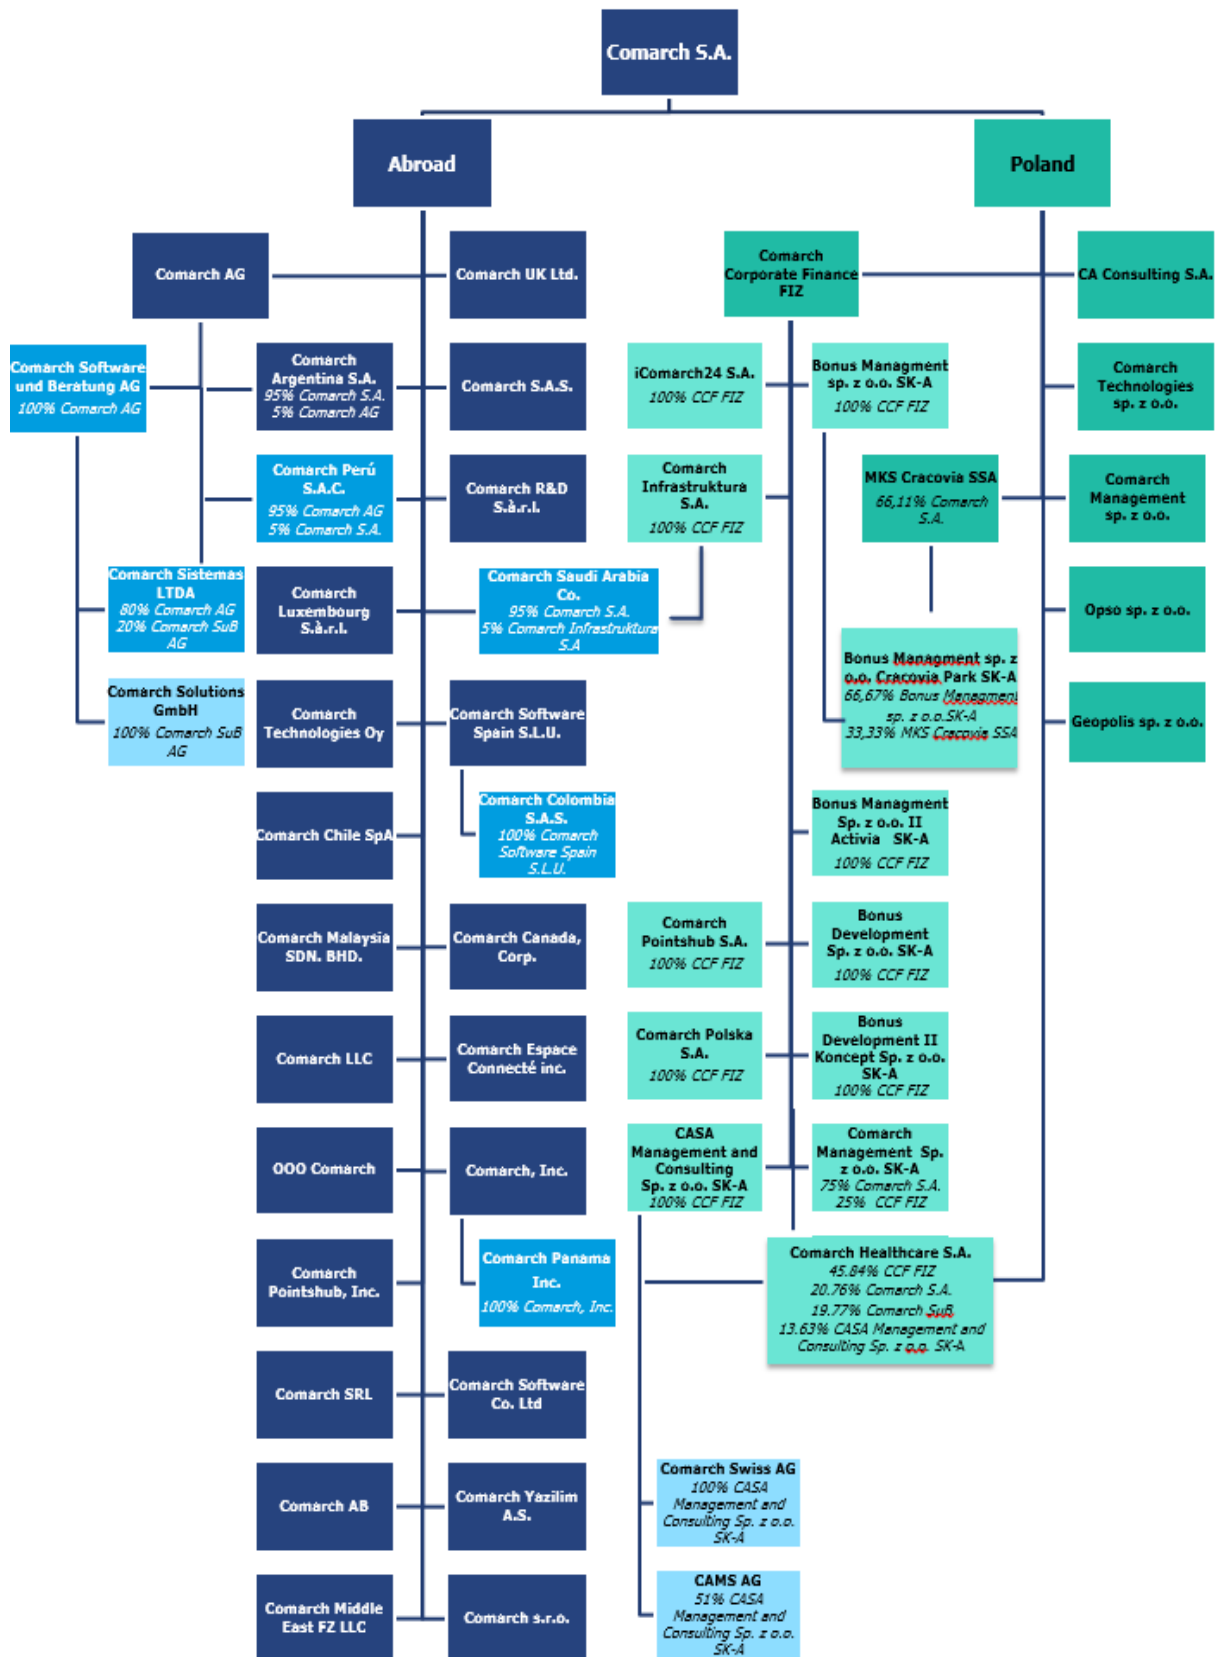 Comarch S.A.
Abroad
Poland
Comarch AG
Comarch UK Ltd.
Comarch
Corporate Finance
FIZ
CA Consulting S.A.
Comarch Software
und Beratung AG
100% Comarch AG
Comarch
Argentina S.A.
95% Comarch S.A.
5% Comarch AG
Comarch S.A.S.
iComarch24 S.A.
100% CCF FIZ
Bonus Managment
sp. z o.o. SK-A
100% CCF FIZ
Comarch
Technologies
sp. z o.o.
Comarch Perú
S.A.C.
95% Comarch AG
5% Comarch S.A.
Comarch R&D
S.à.r.l.
Comarch
Infrastruktura
S.A.
100% CCF FIZ
MKS Cracovia SSA
66,11% Comarch
S.A.
Comarch
Management
sp. z o.o.
Comarch Sistemas
LTDA
80% Comarch AG
20% Comarch SuB
AG
Comarch
Luxembourg
S.à.r.l.
Comarch Saudi Arabia
Co.
95% Comarch S.A.
5% Comarch Infrastruktura
S.A
Opso sp. z o.o.
Bonus Managment sp. z
o.o. Cracovia Park SK-A
66,67% Bonus Managment
sp. z o.o.SK-A
33,33% MKS Cracovia SSA
Comarch Solutions
GmbH
100% Comarch SuB
AG
Comarch
Technologies Oy
Comarch Software
Spain S.L.U.
Geopolis sp. z o.o.
Comarch Chile SpA
Comarch Colombia
S.A.S.
100% Comarch
Software Spain
S.L.U.
Bonus Managment
Sp. z o.o. II
Activia SK-A
100% CCF FIZ
Comarch Malaysia
SDN. BHD.
Comarch Canada,
Corp.
Comarch
Pointshub S.A.
100% CCF FIZ
Bonus
Development
Sp. z o.o. SK-A
100% CCF FIZ
Comarch LLC
Comarch Espace
Connecté inc.
Comarch Polska
S.A.
100% CCF FIZ
Bonus
Development II
Koncept Sp. z o.o.
SK-A
100% CCF FIZ
OOO Comarch
Comarch, Inc.
CASA
Management and
Consulting
Sp. z o.o. SK-A
100% CCF FIZ
Comarch
Management Sp.
z o.o. SK-A
75% Comarch S.A.
25% CCF FIZ
Comarch
Pointshub, Inc.
Comarch Panama
Inc.
100% Comarch, Inc.
Comarch Healthcare S.A.
45.84% CCF FIZ
20.76% Comarch S.A.
19.77% Comarch SuB
13.63% CASA Management and
Consulting Sp. z o.o. SK-A
Comarch SRL
Comarch Software
Co. Ltd
Comarch AB
Comarch Yazilim
A.S.
Comarch Swiss AG
100% CASA
Management and
Consulting Sp. z o.o.
SK-A
Comarch Middle
East FZ LLC
Comarch s.r.o.
CAMS AG
51% CASA
Management and
Consulting Sp. z o.o.
SK-A